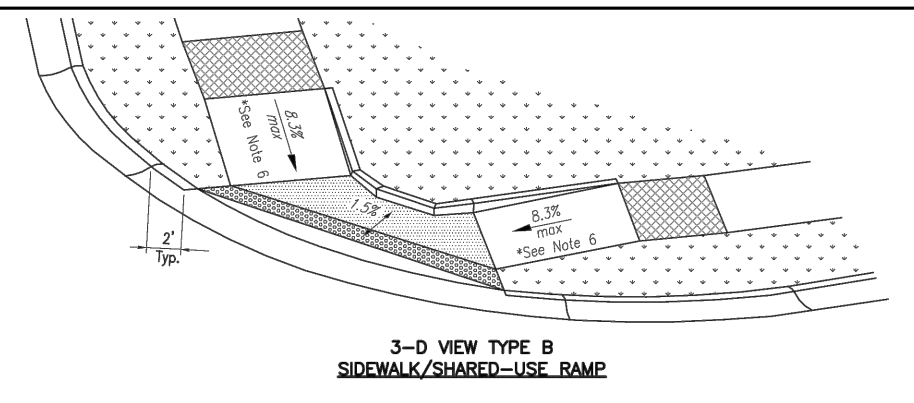 8.3%
max
*See Note 6
1.5%
8.3%
max
*See Note 6
2'
Typ.
3-D VIEW TYPE B
SIDEWALK/SHARED-USE RAMP